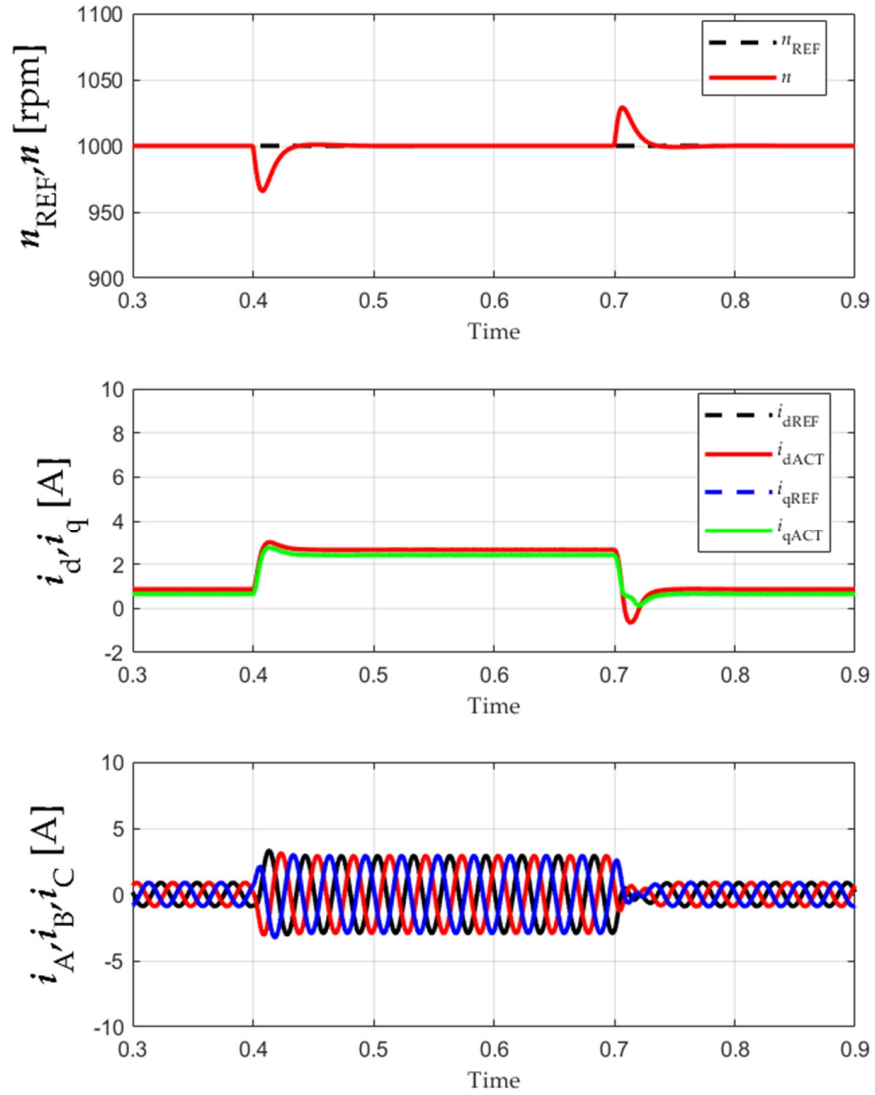 n_REF,n [rpm]
1100
1050
1000
950
900
n_REF
n
0.3 0.4 0.5 0.6 0.7 0.8 0.9
Time
i_d,i_q [A]
10
8
6
4
2
0
-2
i_dREF
i_dACT
i_qREF
i_qACT
0.3 0.4 0.5 0.6 0.7 0.8 0.9
Time
i_A,i_B,i_C [A]
10
5
0
-5
-10
0.3 0.4 0.5 0.6 0.7 0.8 0.9
Time